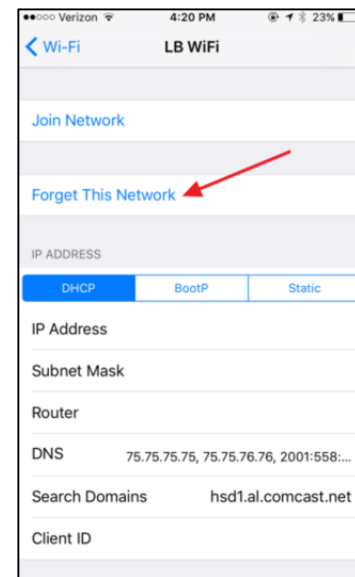 Verizon 4:20 PM 23%
Wi-Fi LB WiFi
Join Network
Forget This Network
IP ADDRESS
DHCP BootP Static
IP Address
Subnet Mask
Router
DNS 75.75.75.75, 75.75.76.76, 2001:558:...
Search Domains hsd1.al.comcast.net
Client ID